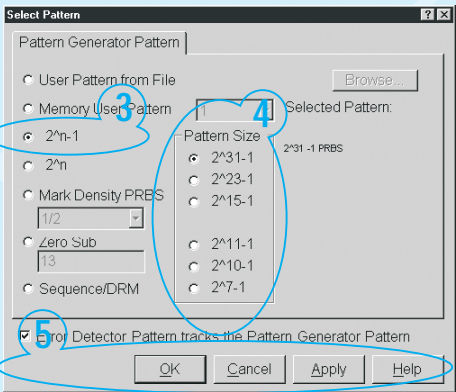 Select Pattern
Pattern Generator Pattern
User Pattern from File
Browse...
Memory User Pattern
1
Selected Pattern:
3
4
2^n-1
Pattern Size
2^31 -1 PRBS
2^31-1
2^n
2^23-1
Mark Density PRBS
2^15-1
1/2
Zero Sub
2^11-1
13
2^10-1
Sequence/DRM
2^7-1
5
Error Detector Pattern tracks the Pattern Generator Pattern
OK
Cancel
Apply
Help